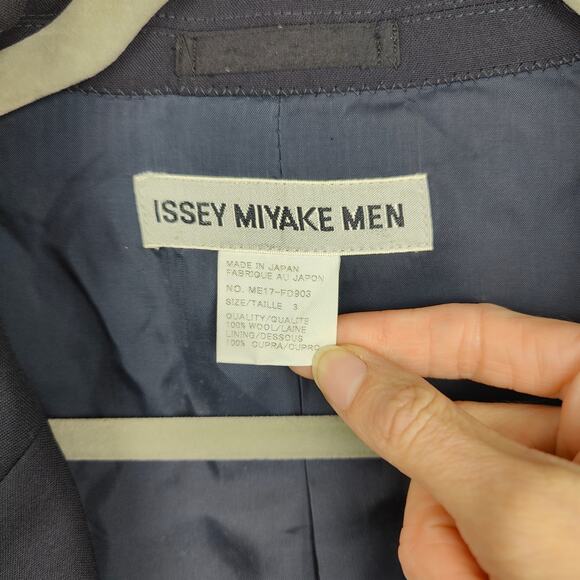 ISSEY MIYAKE MEN
MADE IN JAPAN
FABRIQUE AU JAPON
NO. ME17-FD903
SIZE/TAILLE 3
QUALITY/QUALITE
100% WOOL/LAINE
LINING/DESSOUS
100% CUPRA/CUPRO